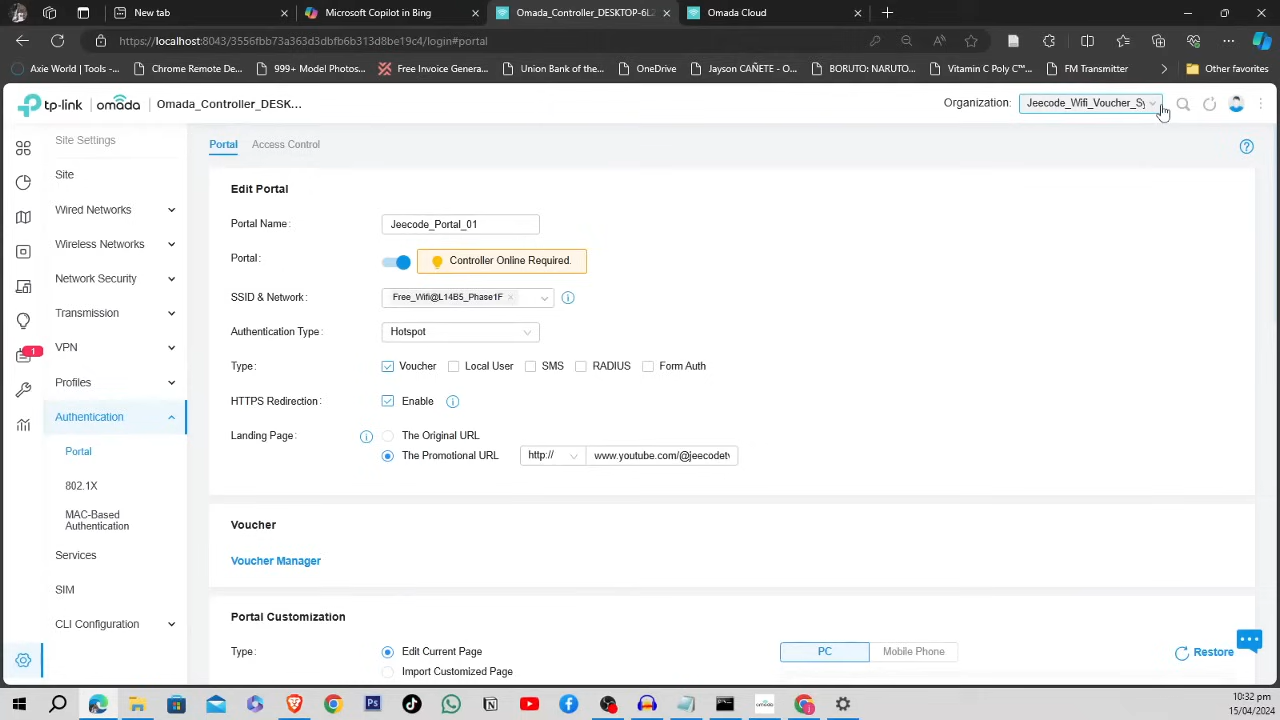 New tab
Microsoft Copilot in Bing
Omada_Controller_DESKTOP-6L2
Omada Cloud
https://localhost:8043/3556fbb73a363d3dbfb6b313d8be19c4/login#portal
Axie World | Tools -...
Chrome Remote De...
999+ Model Photos...
Free Invoice Genera...
Union Bank of the...
OneDrive
Jayson CAÑETE - O...
BORUTO: NARUTO...
Vitamin C Poly C™...
FM Transmitter
Other favorites
tp-link | omada | Omada_Controller_DESK...
Organization: Jeecode_Wifi_Voucher_Sy
Site Settings
Site
Wired Networks
Wireless Networks
Network Security
Transmission
VPN
1
Profiles
Authentication
Portal
802.1X
MAC-Based
Authentication
Services
SIM
CLI Configuration
Portal Access Control
Edit Portal
Portal Name: Jeecode_Portal_01
Portal: Controller Online Required.
SSID & Network: Free_Wifi@L14B5_Phase1F
Authentication Type: Hotspot
Type: Voucher Local User SMS RADIUS Form Auth
HTTPS Redirection: Enable
Landing Page: The Original URL
The Promotional URL http:// www.youtube.com/@jeecodetv
Voucher
Voucher Manager
Portal Customization
Type: Edit Current Page PC Mobile Phone Restore
Import Customized Page
10:32 pm
15/04/2024